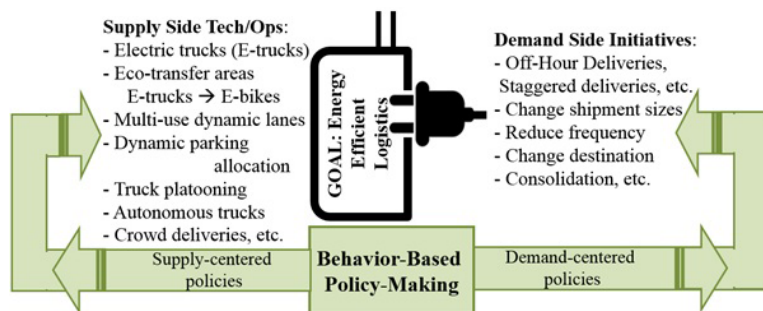 Supply Side Tech/Ops:
- Electric trucks (E-trucks)
- Eco-transfer areas
E-trucks → E-bikes
- Multi-use dynamic lanes
- Dynamic parking
allocation
- Truck platooning
- Autonomous trucks
- Crowd deliveries, etc.
GOAL: Energy
Efficient
Logistics
Demand Side Initiatives:
- Off-Hour Deliveries,
Staggered deliveries, etc.
- Change shipment sizes
- Reduce frequency
- Change destination
- Consolidation, etc.
Supply-centered
policies
Behavior-Based
Policy-Making
Demand-centered
policies